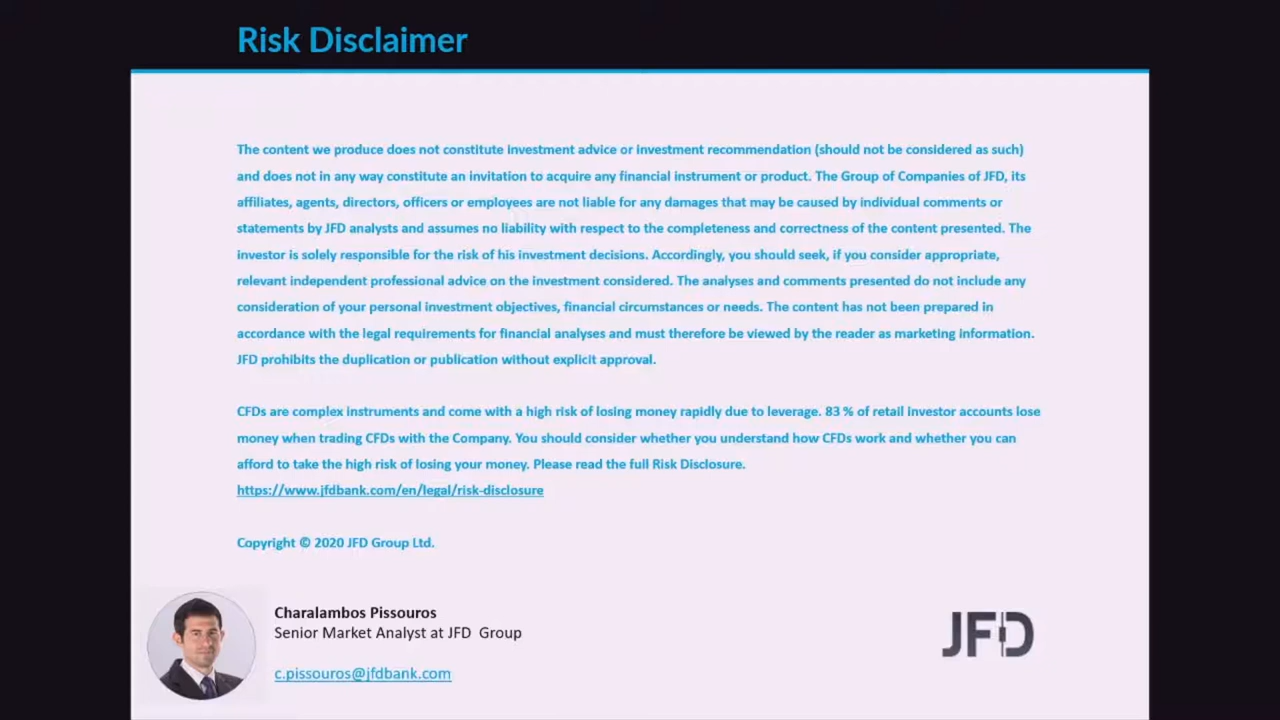 Risk Disclaimer
The content we produce does not constitute investment advice or investment recommendation (should not be considered as such)
and does not in any way constitute an invitation to acquire any financial instrument or product. The Group of Companies of JFD, its
affiliates, agents, directors, officers or employees are not liable for any damages that may be caused by individual comments or
statements by JFD analysts and assumes no liability with respect to the completeness and correctness of the content presented. The
investor is solely responsible for the risk of his investment decisions. Accordingly, you should seek, if you consider appropriate,
relevant independent professional advice on the investment considered. The analyses and comments presented do not include any
consideration of your personal investment objectives, financial circumstances or needs. The content has not been prepared in
accordance with the legal requirements for financial analyses and must therefore be viewed by the reader as marketing information.
JFD prohibits the duplication or publication without explicit approval.
CFDs are complex instruments and come with a high risk of losing money rapidly due to leverage. 83 % of retail investor accounts lose
money when trading CFDs with the Company. You should consider whether you understand how CFDs work and whether you can
afford to take the high risk of losing your money. Please read the full Risk Disclosure.
https://www.jfdbank.com/en/legal/risk-disclosure
Copyright © 2020 JFD Group Ltd.
Charalambos Pissouros
Senior Market Analyst at JFD Group
c.pissouros@jfdbank.com
JFD